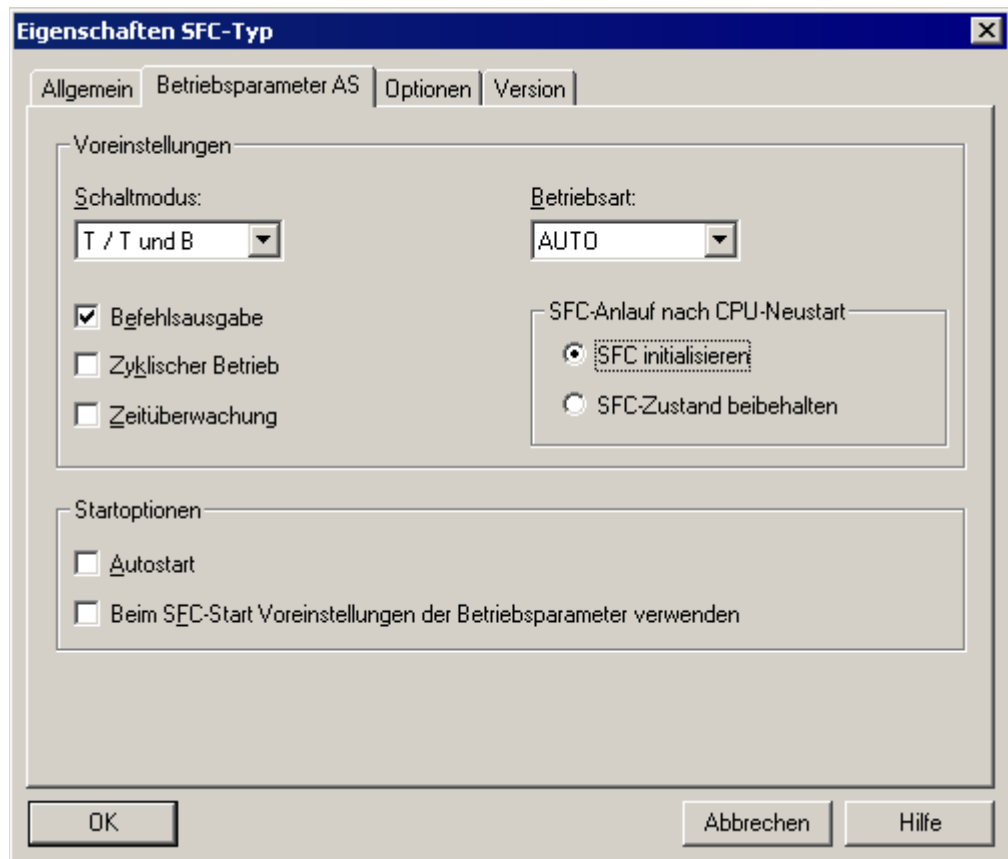 Eigenschaften SFC-Typ
Allgemein
Betriebsparameter AS
Optionen
Version
Voreinstellungen
Schaltmodus:
Betriebsart:
T / T und B
AUTO
Befehlsausgabe
Zyklischer Betrieb
Zeitüberwachung
SFC-Anlauf nach CPU-Neustart
SFC initialisieren
SFC-Zustand beibehalten
Startoptionen
Autostart
Beim SFC-Start Voreinstellungen der Betriebsparameter verwenden
OK
Abbrechen
Hilfe